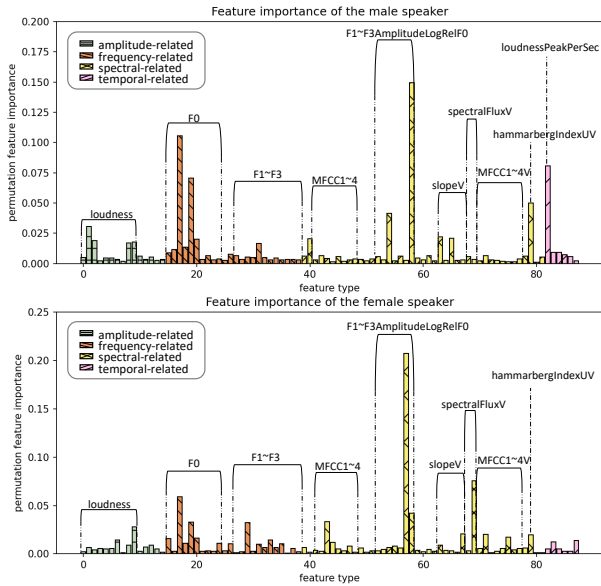 Feature importance of the male speaker
0.200
0.175
0.150
0.125
0.100
0.075
0.050
0.025
0.000
permutation feature importance
amplitude-related
frequency-related
spectral-related
temporal-related
F1~F3AmplitudeLogRelF0
loudnessPeakPerSec
spectralFluxV
hammarbergIndexUV
F0
F1~F3
MFCC1~4
MFCC1~4V
slopeV
loudness
0 20 40 60 80
feature type
Feature importance of the female speaker
0.25
0.20
0.15
0.10
0.05
0.00
permutation feature importance
amplitude-related
frequency-related
spectral-related
temporal-related
F1~F3AmplitudeLogRelF0
hammarbergIndexUV
spectralFluxV
F0
F1~F3
MFCC1~4
slopeV
MFCC1~4V
loudness
0 20 40 60 80
feature type